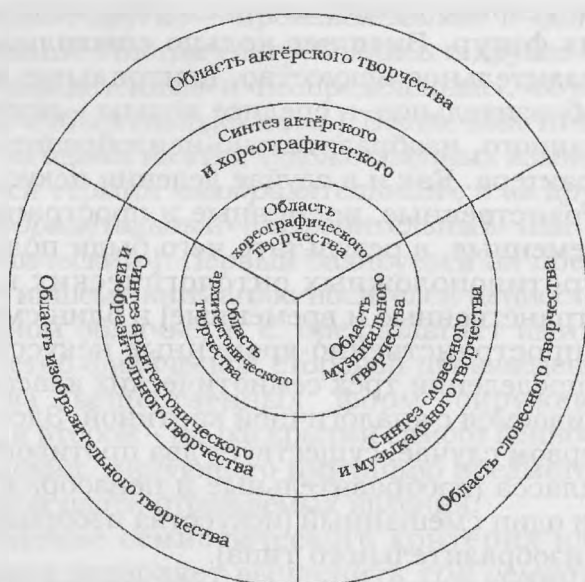 Область актёрского творчества
Синтез актёрского
и хореографического
Область
хореографического
творчества
Область
архитектонического
творчества
Область
музыкального
творчества
Синтез архитектонического
и изобразительного творчества
Область изобразительного творчества
Синтез словесного
и музыкального творчества
Область словесного творчества